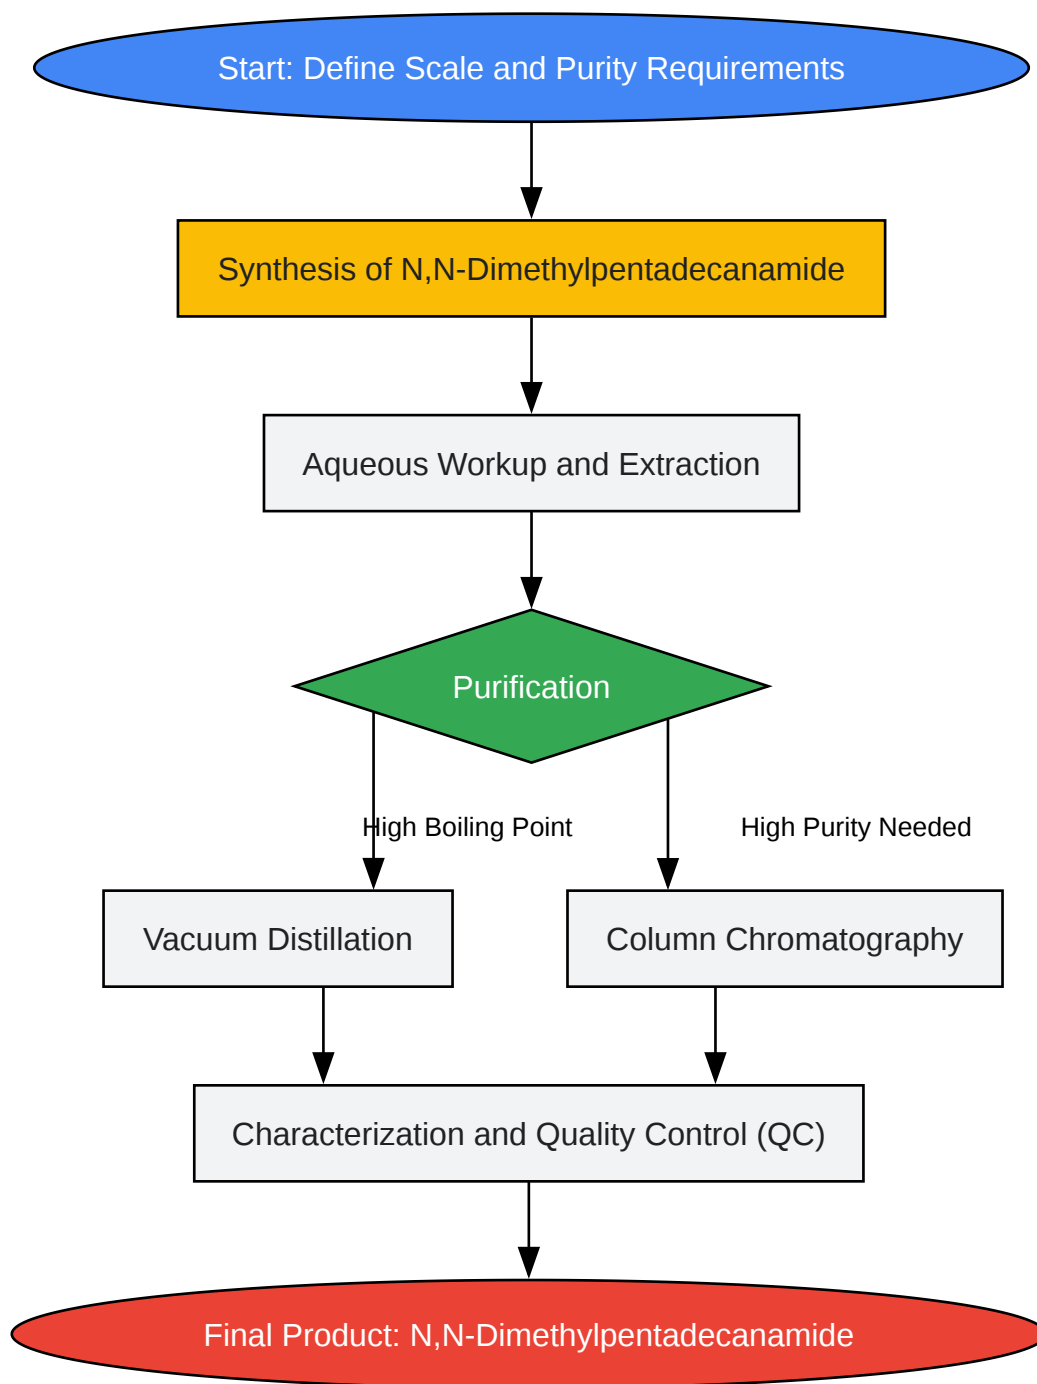 Start: Define Scale and Purity Requirements
Synthesis of N,N-Dimethylpentadecanamide
Aqueous Workup and Extraction
Purification
High Boiling Point
High Purity Needed
Vacuum Distillation
Column Chromatography
Characterization and Quality Control (QC)
Final Product: N,N-Dimethylpentadecanamide